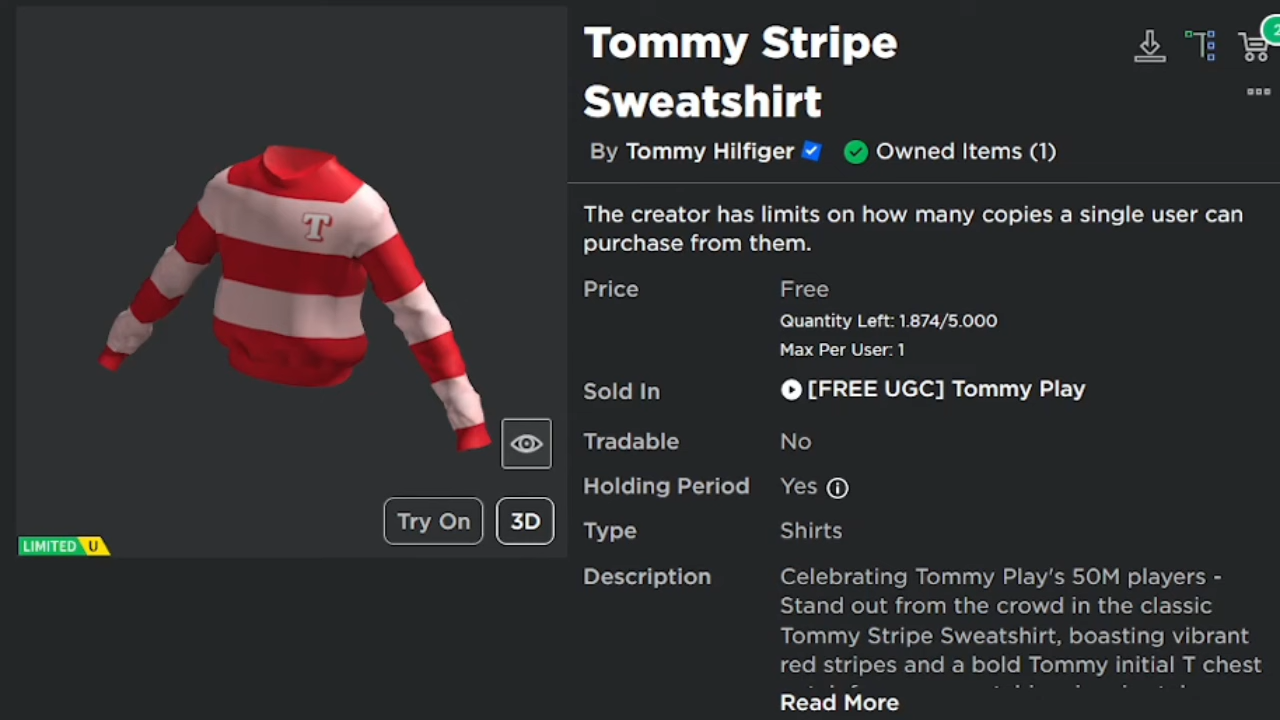 Tommy Stripe
Sweatshirt
2
By Tommy Hilfiger
Owned Items (1)
T
The creator has limits on how many copies a single user can
purchase from them.
Price
Free
Quantity Left: 1.874/5.000
Max Per User: 1
Sold In
[FREE UGC] Tommy Play
Tradable
No
Holding Period
Yes
Type
Shirts
Try On
3D
LIMITED U
Description
Celebrating Tommy Play's 50M players -
Stand out from the crowd in the classic
Tommy Stripe Sweatshirt, boasting vibrant
red stripes and a bold Tommy initial T chest
Read More